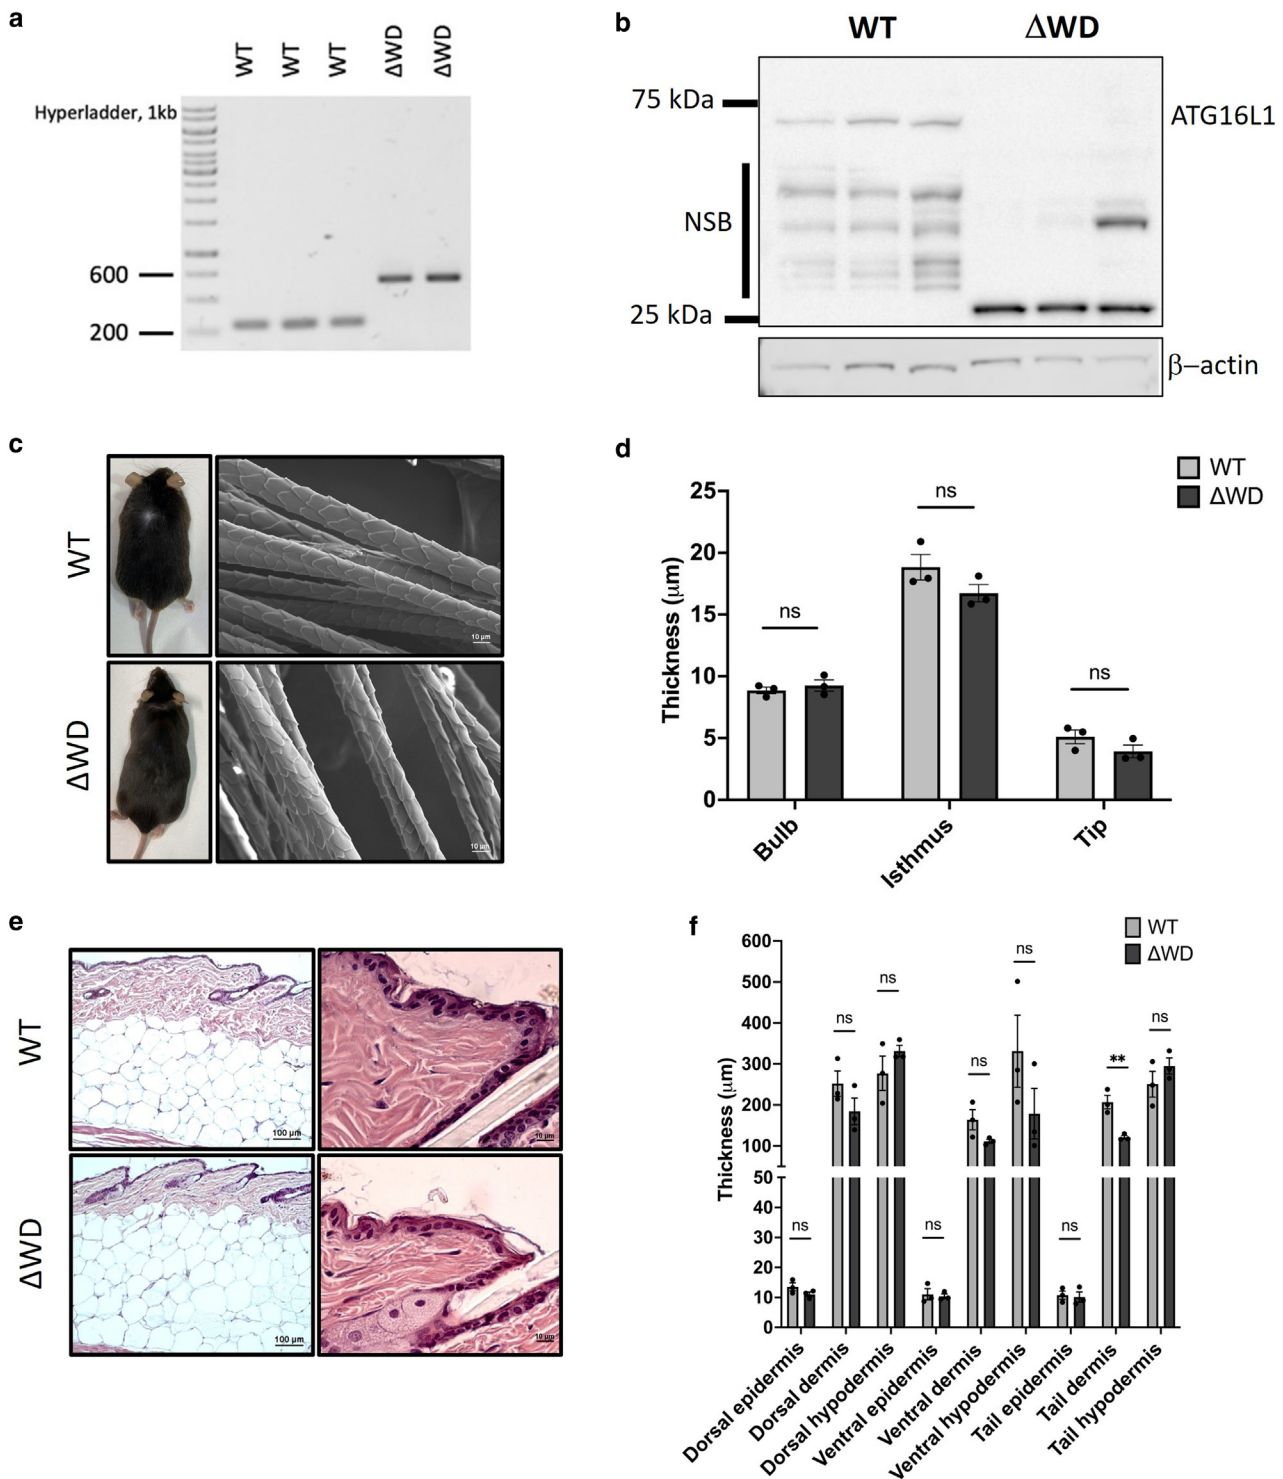 a
WT
WT
WT
ΔWD
ΔWD
Hyperladder, 1kb
600
200
b
WT
ΔWD
75 kDa
ATG16L1
NSB
25 kDa
β–actin
c
WT
10 µm
ΔWD
10 µm
d
WT
ΔWD
Thickness (µm)
25
20
15
10
5
0
ns
ns
ns
Bulb
Isthmus
Tip
e
WT
100 µm
10 µm
ΔWD
100 µm
10 µm
f
WT
ΔWD
Thickness (µm)
600
500
400
300
200
100
50
40
30
20
10
0
ns
ns
ns
ns
ns
ns
ns
**
ns
Dorsal epidermis
Dorsal dermis
Dorsal hypodermis
Ventral epidermis
Ventral dermis
Ventral hypodermis
Tail epidermis
Tail dermis
Tail hypodermis